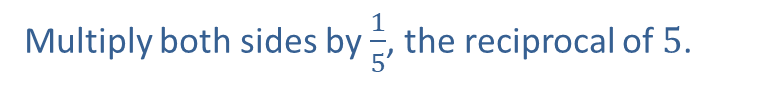 Multiply both sides by 1/5, the reciprocal of 5.